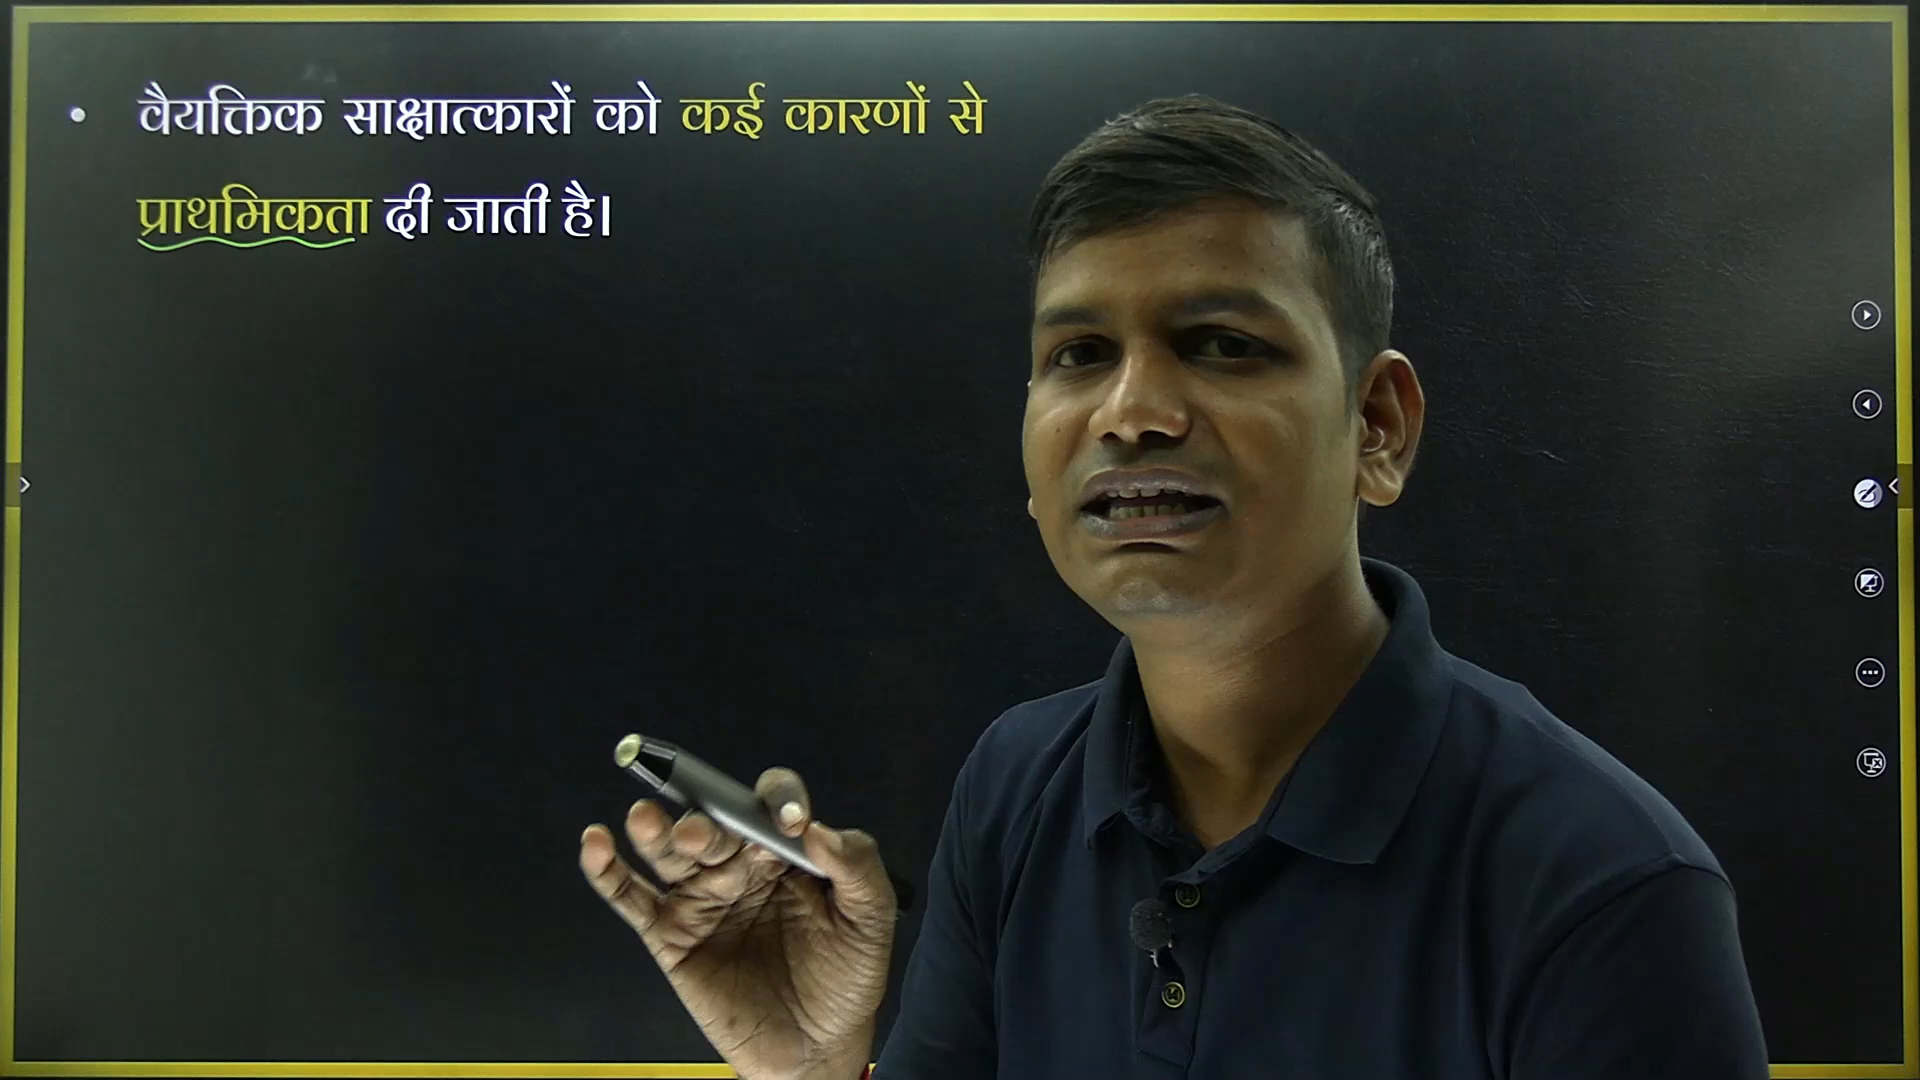 • वैयक्तिक साक्षात्कारों को कई कारणों से
प्राथमिकता दी जाती है।